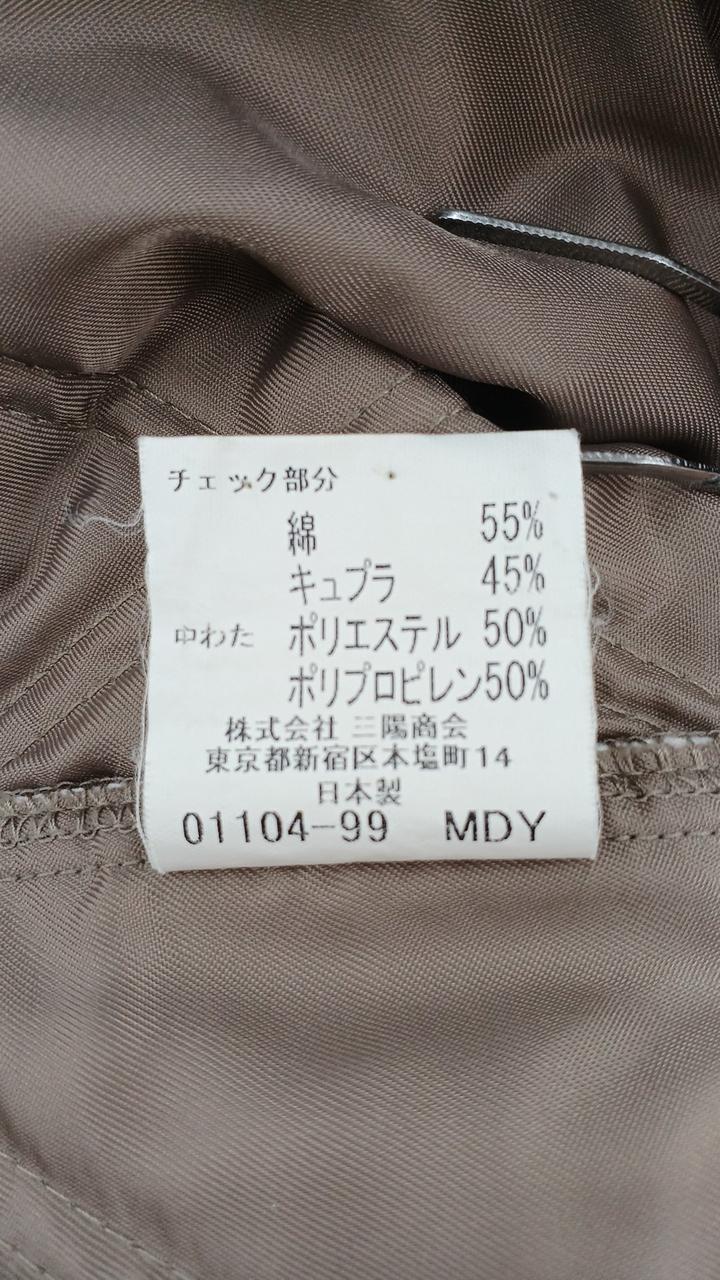 チェック部分
綿 55%
キュプラ 45%
中わた ポリエステル 50%
ポリプロピレン50%
株式会社 三陽商会
東京都新宿区本塩町14
日本製
01104-99 MDY